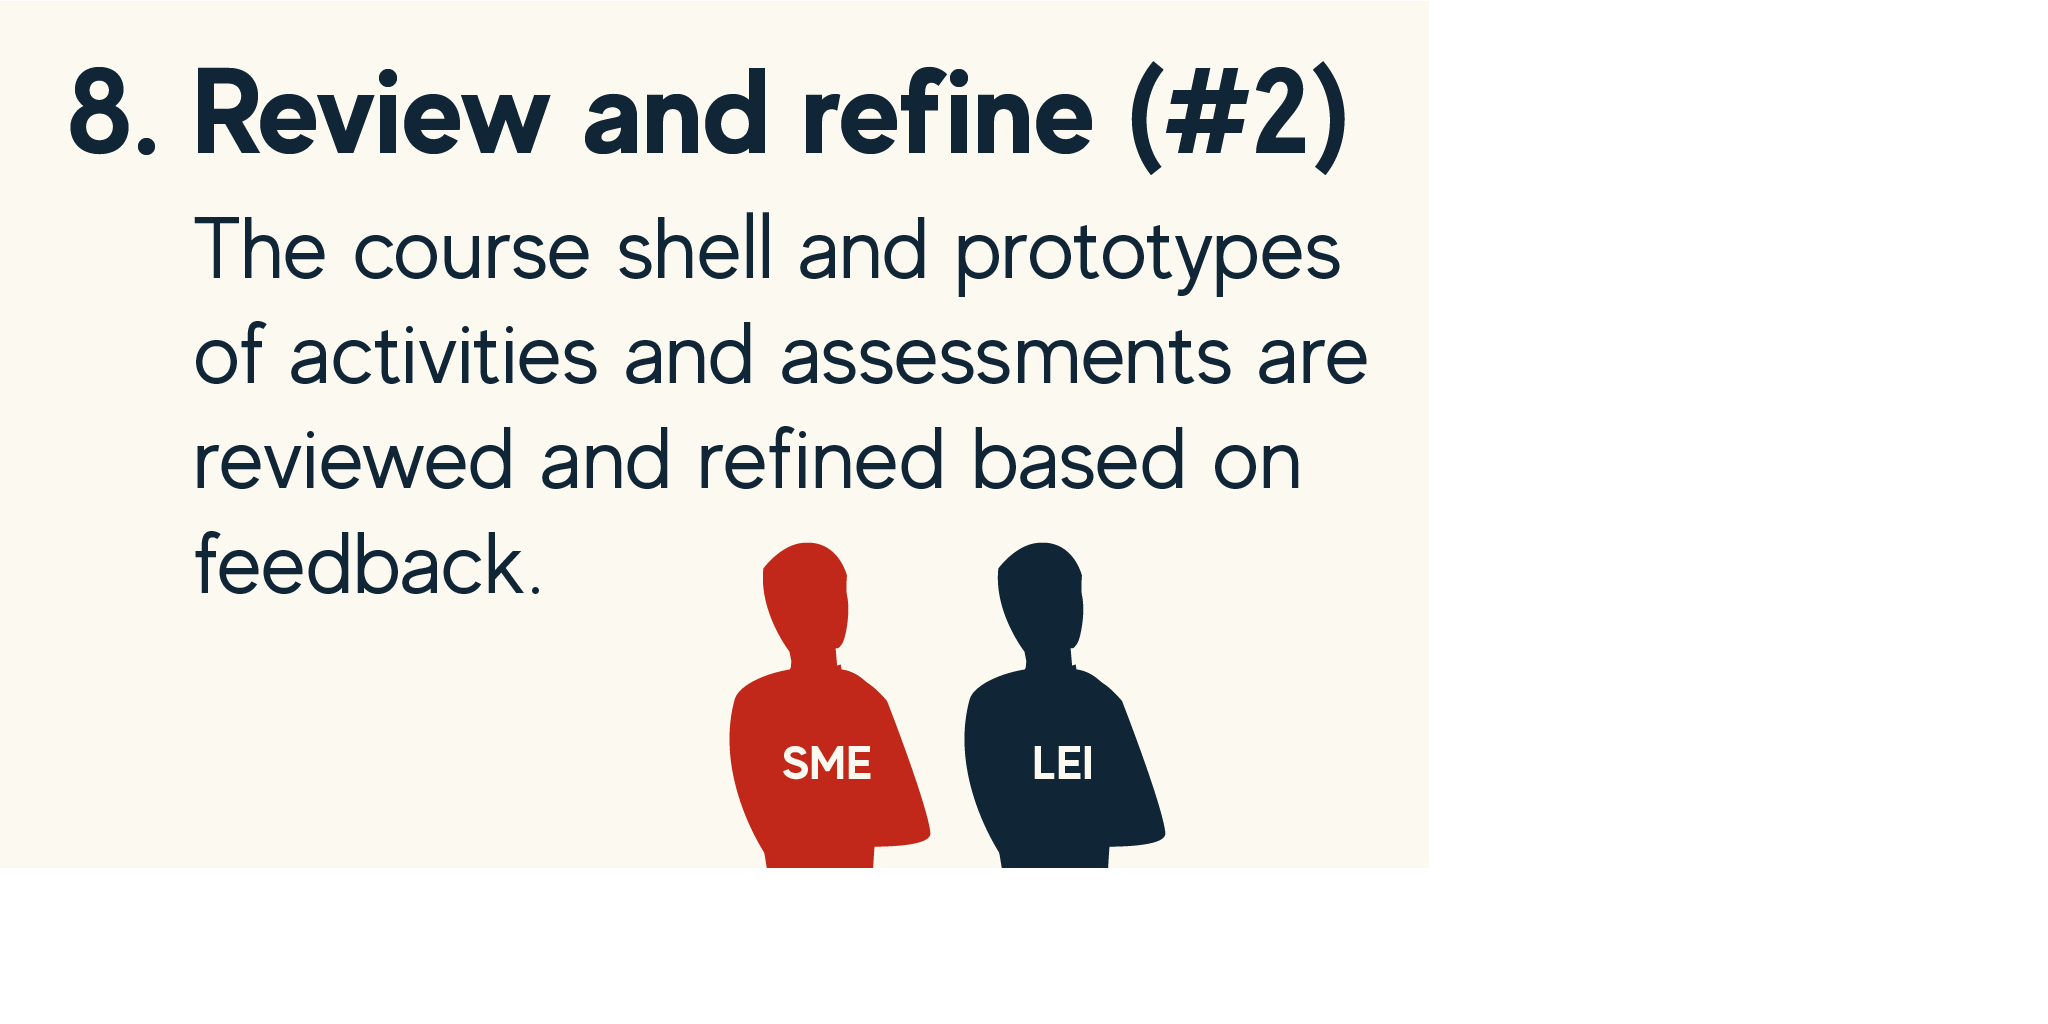 8. Review and refine (#2)
The course shell and prototypes
of activities and assessments are
reviewed and refined based on
feedback.
SME
LEI